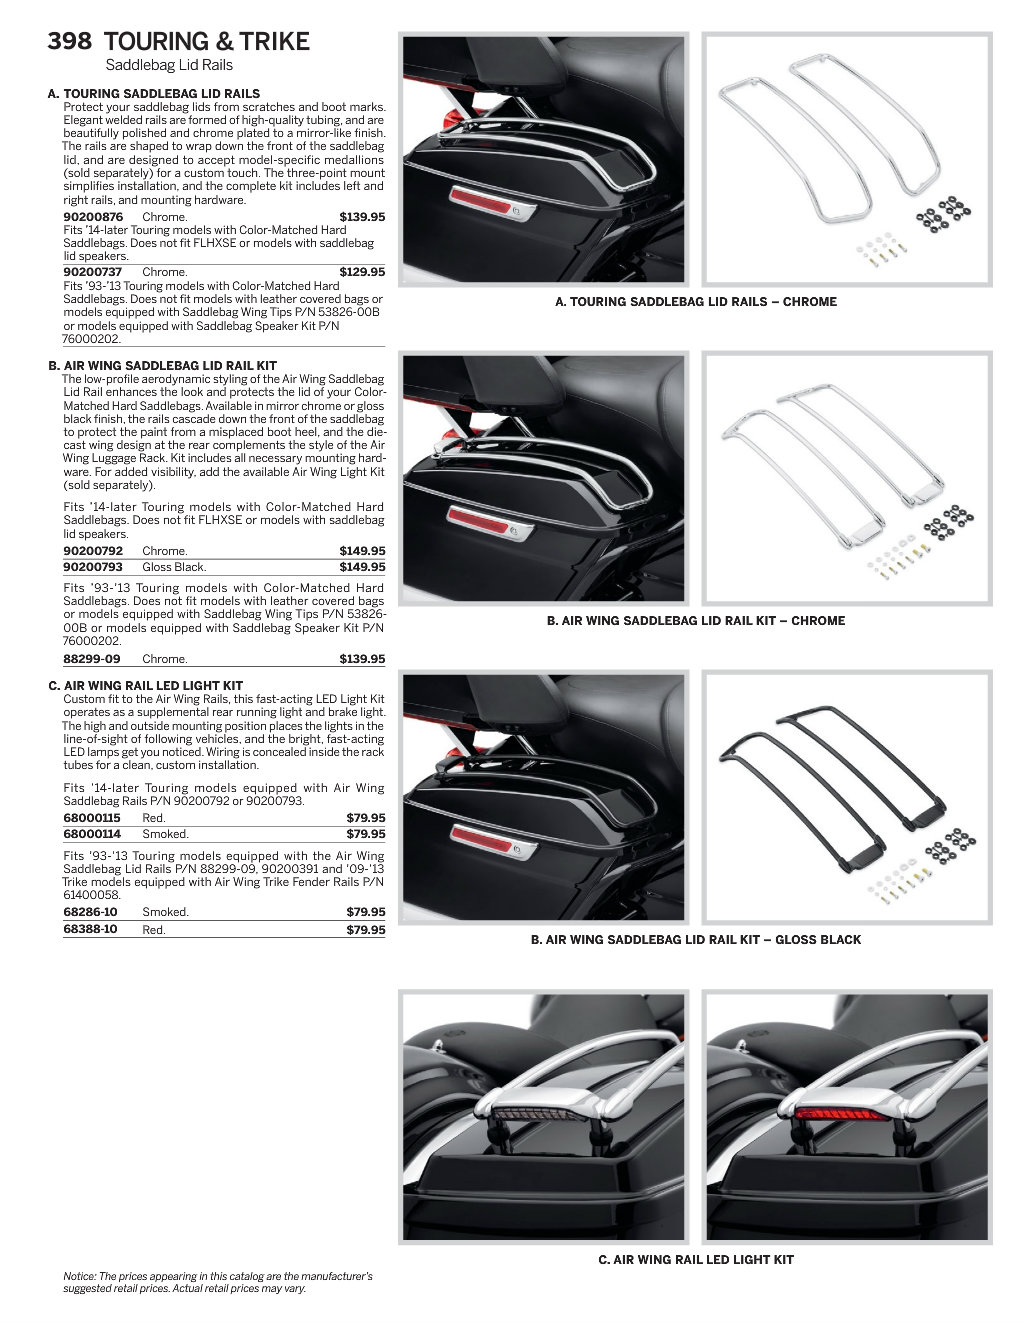 398 TOURING & TRIKE
Saddlebag Lid Rails
A. TOURING SADDLEBAG LID RAILS
Protect your saddlebag lids from scratches and boot marks.
Elegant welded rails are formed of high-quality tubing, and are
beautifully polished and chrome plated to a mirror-like finish.
The rails are shaped to wrap down the front of the saddlebag
lid, and are designed to accept model-specific medallions
(sold separately) for a custom touch. The three-point mount
simplifies installation, and the complete kit includes left and
right rails, and mounting hardware.
90200876 Chrome. $139.95
Fits ’14-later Touring models with Color-Matched Hard
Saddlebags. Does not fit FLHXSE or models with saddlebag
lid speakers.
90200737 Chrome. $129.95
Fits ’93-’13 Touring models with Color-Matched Hard
Saddlebags. Does not fit models with leather covered bags or
models equipped with Saddlebag Wing Tips P/N 53826-00B
or models equipped with Saddlebag Speaker Kit P/N
76000202.
B. AIR WING SADDLEBAG LID RAIL KIT
The low-profile aerodynamic styling of the Air Wing Saddlebag
Lid Rail enhances the look and protects the lid of your Color-
Matched Hard Saddlebags. Available in mirror chrome or gloss
black finish, the rails cascade down the front of the saddlebag
to protect the paint from a misplaced boot heel, and the die-
cast wing design at the rear complements the style of the Air
Wing Luggage Rack. Kit includes all necessary mounting hard-
ware. For added visibility, add the available Air Wing Light Kit
(sold separately).
Fits ’14-later Touring models with Color-Matched Hard
Saddlebags. Does not fit FLHXSE or models with saddlebag
lid speakers.
90200792 Chrome. $149.95
90200793 Gloss Black. $149.95
Fits ’93-’13 Touring models with Color-Matched Hard
Saddlebags. Does not fit models with leather covered bags
or models equipped with Saddlebag Wing Tips P/N 53826-
00B or models equipped with Saddlebag Speaker Kit P/N
76000202.
88299-09 Chrome. $139.95
C. AIR WING RAIL LED LIGHT KIT
Custom fit to the Air Wing Rails, this fast-acting LED Light Kit
operates as a supplemental rear running light and brake light.
The high and outside mounting position places the lights in the
line-of-sight of following vehicles, and the bright, fast-acting
LED lamps get you noticed. Wiring is concealed inside the rack
tubes for a clean, custom installation.
Fits ’14-later Touring models equipped with Air Wing
Saddlebag Rails P/N 90200792 or 90200793.
68000115 Red. $79.95
68000114 Smoked. $79.95
Fits ‘93-‘13 Touring models equipped with the Air Wing
Saddlebag Lid Rails P/N 88299-09, 90200391 and ‘09-‘13
Trike models equipped with Air Wing Trike Fender Rails P/N
61400058.
68286-10 Smoked. $79.95
68388-10 Red. $79.95
Notice: The prices appearing in this catalog are the manufacturer’s
suggested retail prices. Actual retail prices may vary.
A. TOURING SADDLEBAG LID RAILS – CHROME
B. AIR WING SADDLEBAG LID RAIL KIT – CHROME
B. AIR WING SADDLEBAG LID RAIL KIT – GLOSS BLACK
C. AIR WING RAIL LED LIGHT KIT